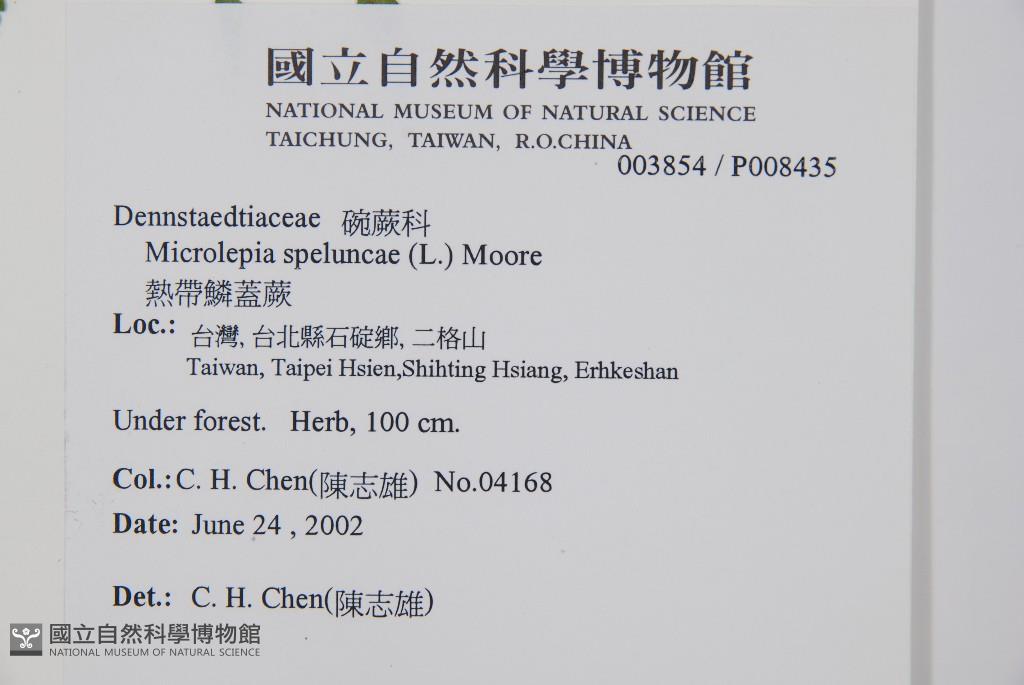 國立自然科學博物館
NATIONAL MUSEUM OF NATURAL SCIENCE
TAICHUNG, TAIWAN, R.O.CHINA
003854 / P008435
Dennstaedtiaceae 碗蕨科
Microlepia speluncae (L.) Moore
熱帶鱗蓋蕨
Loc.: 台灣, 台北縣石碇鄉, 二格山
Taiwan, Taipei Hsien,Shihting Hsiang, Erhkeshan
Under forest. Herb, 100 cm.
Col.: C. H. Chen(陳志雄) No.04168
Date: June 24 , 2002
Det.: C. H. Chen(陳志雄)
國立自然科學博物館
NATIONAL MUSEUM OF NATURAL SCIENCE